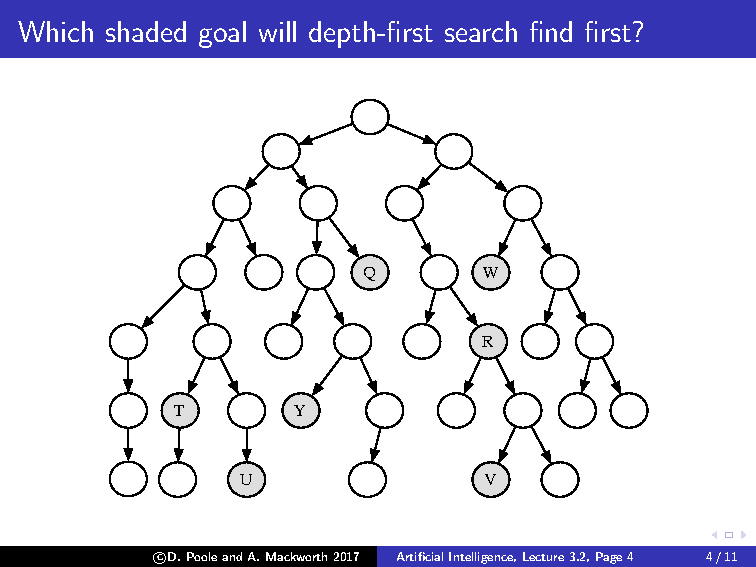 Which shaded goal will depth-first search find first?
Q
W
R
T
Y
U
V
©D. Poole and A. Mackworth 2017
Artificial Intelligence, Lecture 3.2, Page 4
4 / 11